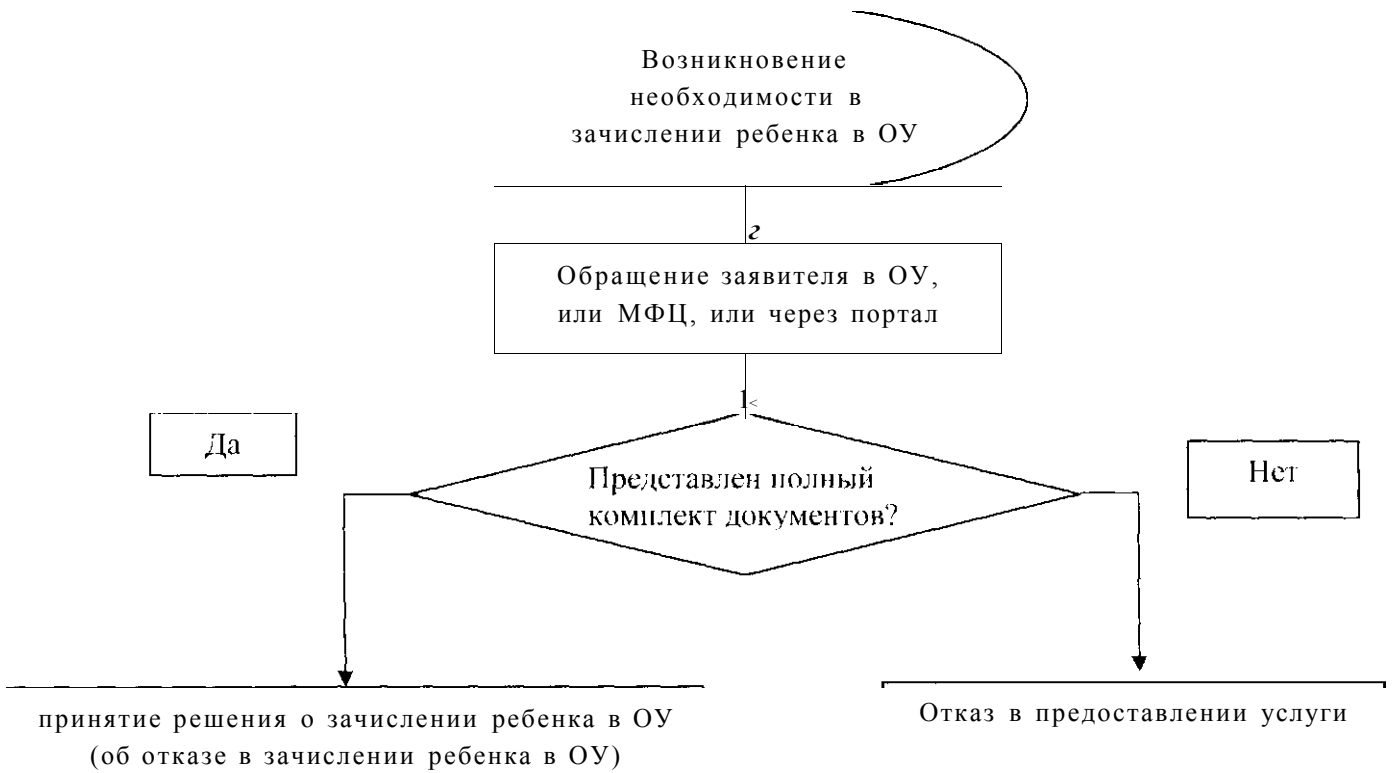 Возникновение
необходимости в
зачислении ребенка в ОУ
г
Обращение заявителя в ОУ,
или МФЦ, или через портал
1<
Да
Нет
Представлен полный
комплект документов?
принятие решения о зачислении ребенка в ОУ
(об отказе в зачислении ребенка в ОУ)
Отказ в предоставлении услуги